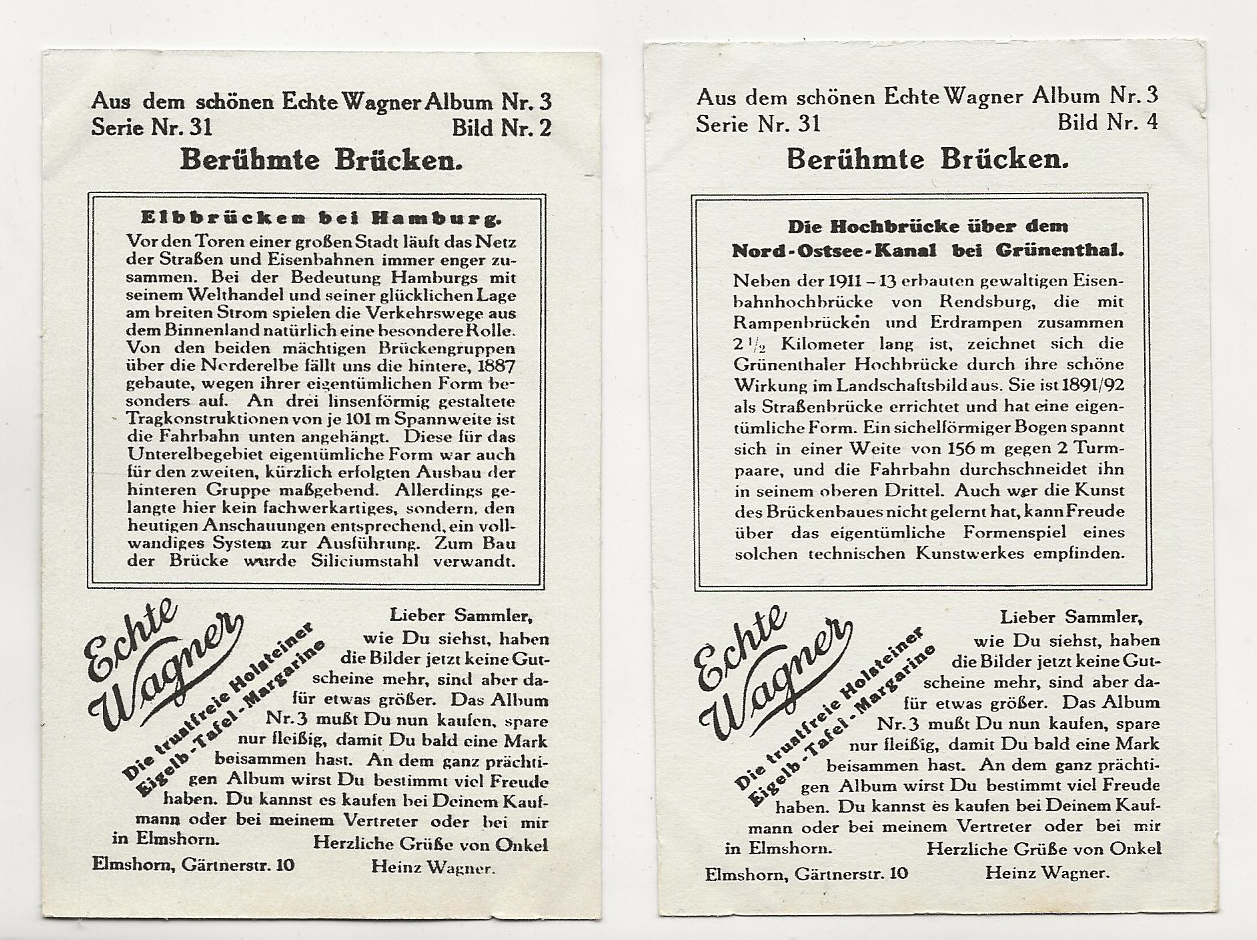 Aus dem schönen Echte Wagner Album Nr. 3
Serie Nr. 31 Bild Nr. 2
Berühmte Brücken.
Elbbrücken bei Hamburg.
Vor den Toren einer großen Stadt läuft das Netz
der Straßen und Eisenbahnen immer enger zu-
sammen. Bei der Bedeutung Hamburgs mit
seinem Welthandel und seiner glücklichen Lage
am breiten Strom spielen die Verkehrswege aus
dem Binnenland natürlich eine besondere Rolle.
Von den beiden mächtigen Brückengruppen
über die Norderelbe fällt uns die hintere, 1887
gebaute, wegen ihrer eigentümlichen Form be-
sonders auf. An drei linsenförmig gestaltete
Tragkonstruktionen von je 101 m Spannweite ist
die Fahrbahn unten angehängt. Diese für das
Unterelbegebiet eigentümliche Form war auch
für den zweiten, kürzlich erfolgten Ausbau der
hinteren Gruppe maßgebend. Allerdings ge-
langte hier kein fachwerkartiges, sondern, den
heutigen Anschauungen entsprechend, ein voll-
wandiges System zur Ausführung. Zum Bau
der Brücke wurde Siliciumstahl verwandt.
Echte
Wagner
Die trustfreie Holsteiner
Eigelb-Tafel-Margarine
Lieber Sammler,
wie Du siehst, haben
die Bilder jetzt keine Gut-
scheine mehr, sind aber da-
für etwas größer. Das Album
Nr. 3 mußt Du nun kaufen, spare
nur fleißig, damit Du bald eine Mark
beisammen hast. An dem ganz prächti-
gen Album wirst Du bestimmt viel Freude
haben. Du kannst es kaufen bei Deinem Kauf-
mann oder bei meinem Vertreter oder bei mir
in Elmshorn. Herzliche Grüße von Onkel
Elmshorn, Gärtnerstr. 10 Heinz Wagner.
Aus dem schönen Echte Wagner Album Nr. 3
Serie Nr. 31 Bild Nr. 4
Berühmte Brücken.
Die Hochbrücke über dem
Nord-Ostsee-Kanal bei Grünenthal.
Neben der 1911 – 13 erbauten gewaltigen Eisen-
bahnhochbrücke von Rendsburg, die mit
Rampenbrücken und Erdrampen zusammen
2 1/2 Kilometer lang ist, zeichnet sich die
Grünenthaler Hochbrücke durch ihre schöne
Wirkung im Landschaftsbild aus. Sie ist 1891/92
als Straßenbrücke errichtet und hat eine eigen-
tümliche Form. Ein sichelförmiger Bogen spannt
sich in einer Weite von 156 m gegen 2 Turm-
paare, und die Fahrbahn durchschneidet ihn
in seinem oberen Drittel. Auch wer die Kunst
des Brückenbaues nicht gelernt hat, kann Freude
über das eigentümliche Formenspiel eines
solchen technischen Kunstwerkes empfinden.
Echte
Wagner
Die trustfreie Holsteiner
Eigelb-Tafel-Margarine
Lieber Sammler,
wie Du siehst, haben
die Bilder jetzt keine Gut-
scheine mehr, sind aber da-
für etwas größer. Das Album
Nr. 3 mußt Du nun kaufen, spare
nur fleißig, damit Du bald eine Mark
beisammen hast. An dem ganz prächti-
gen Album wirst Du bestimmt viel Freude
haben. Du kannst es kaufen bei Deinem Kauf-
mann oder bei meinem Vertreter oder bei mir
in Elmshorn. Herzliche Grüße von Onkel
Elmshorn, Gärtnerstr. 10 Heinz Wagner.